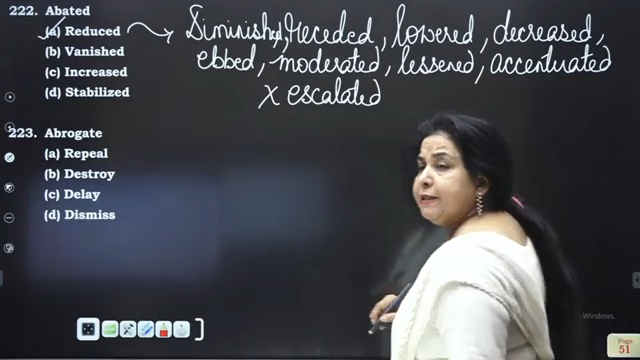 222. Abated
(a) Reduced Diminished, receded, lowered, decreased,
(b) Vanished ebbed, moderated, lessened, accentuated
(c) Increased
X escalated
(d) Stabilized
223. Abrogate
(a) Repeal
(b) Destroy
(c) Delay
(d) Dismiss
Windows.
Page
51